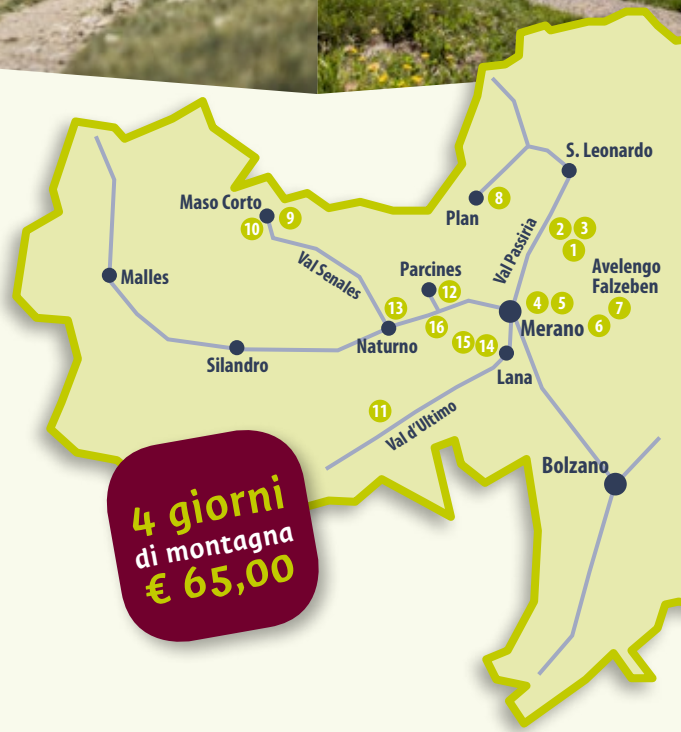 S. Leonardo
Maso Corto
9
10
8
Plan
Val Passiria
2 3
1
Avelengo
Falzeben
Malles
Val Senales
Parcines
12
4 5
7
13
16
Merano
6
Naturno
15 14
Silandro
Lana
11
Val d'Ultimo
Bolzano
4 giorni
di montagna
€ 65,00